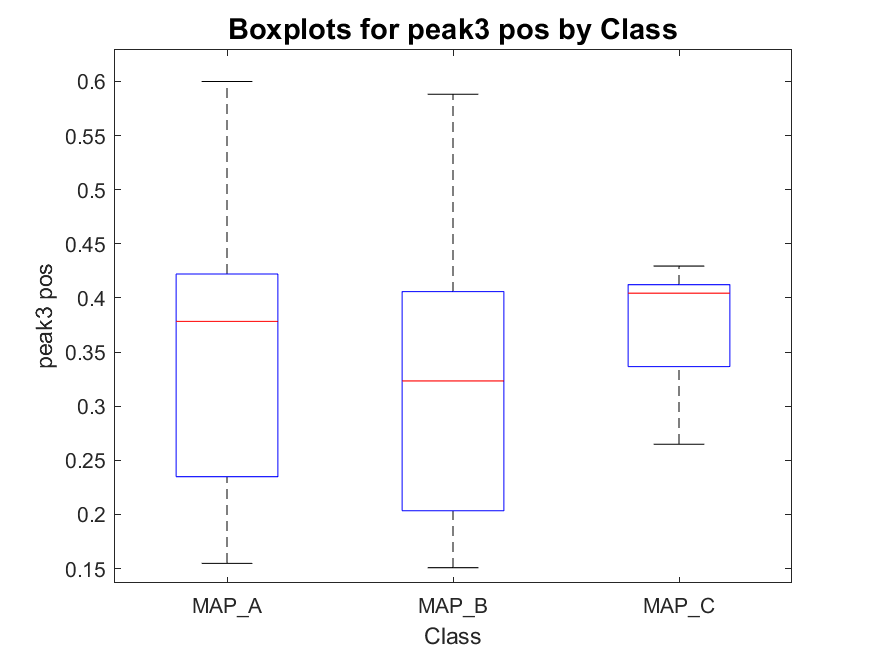 Boxplots for peak3 pos by Class
0.6
0.55
0.5
0.45
0.4
0.35
0.3
0.25
0.2
0.15
peak3 pos
MAP_A MAP_B MAP_C
Class